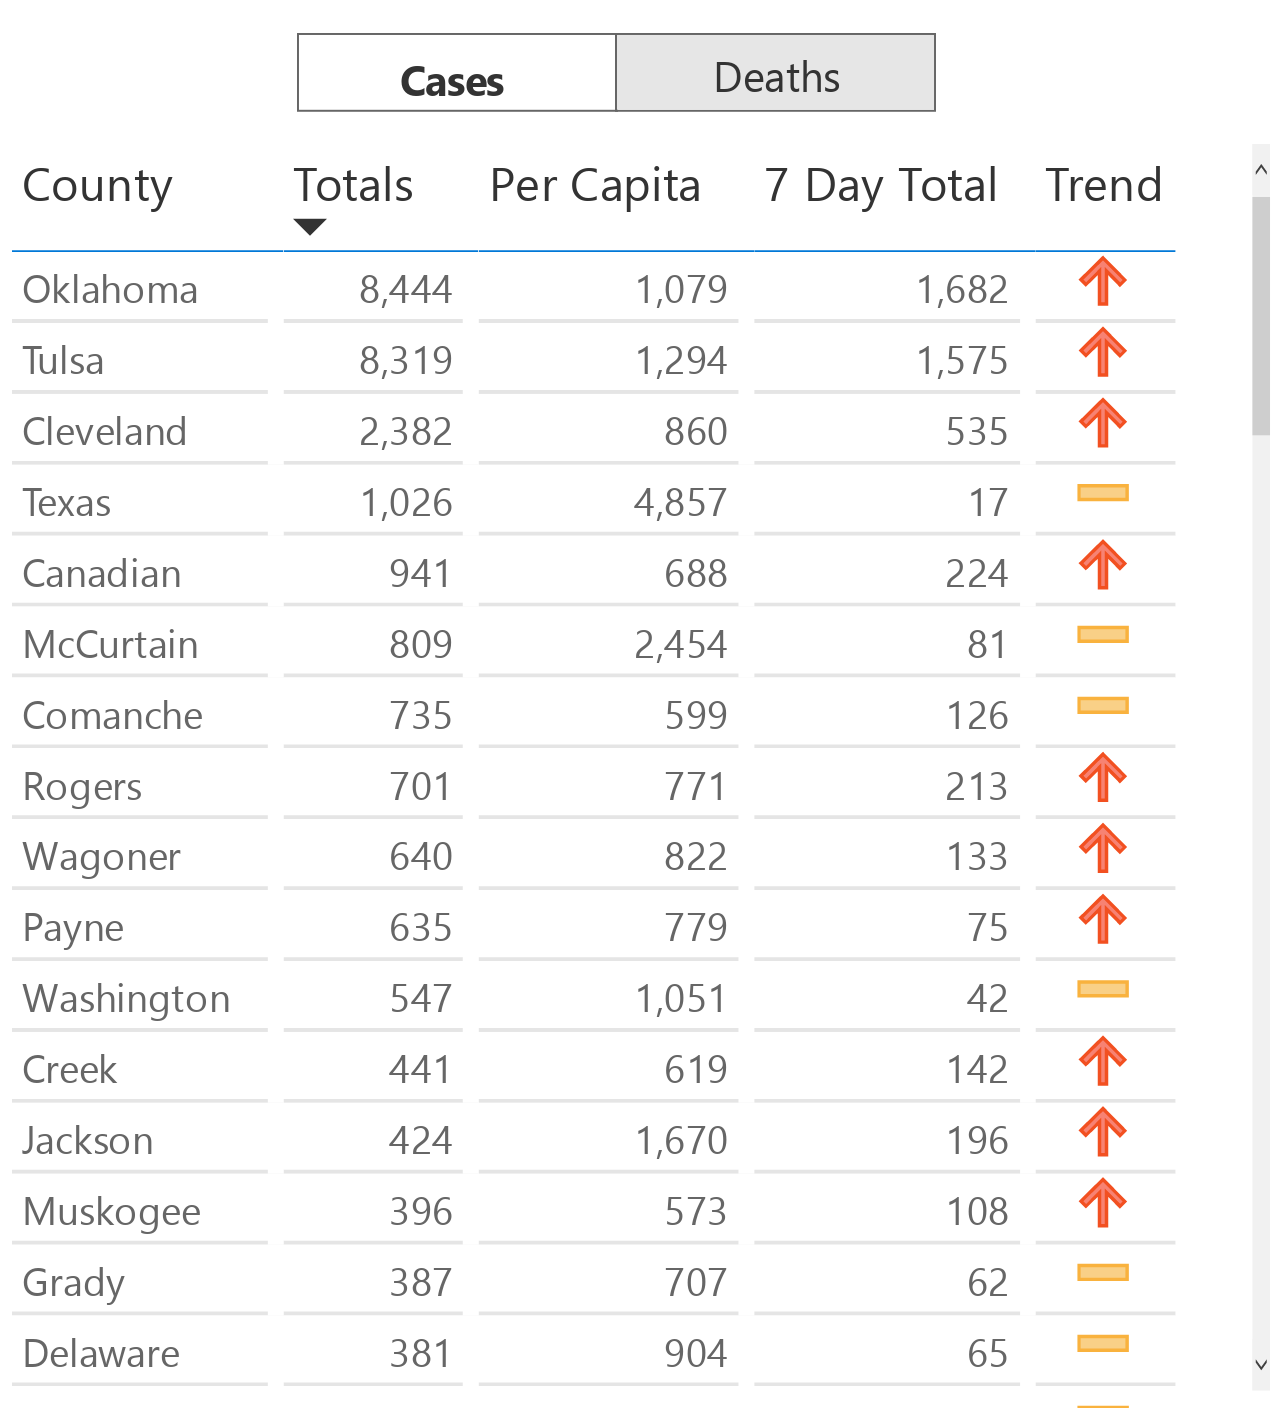 Cases Deaths
County Totals Per Capita 7 Day Total Trend
Oklahoma 8,444 1,079 1,682
Tulsa 8,319 1,294 1,575
Cleveland 2,382 860 535
Texas 1,026 4,857 17
Canadian 941 688 224
McCurtain 809 2,454 81
Comanche 735 599 126
Rogers 701 771 213
Wagoner 640 822 133
Payne 635 779 75
Washington 547 1,051 42
Creek 441 619 142
Jackson 424 1,670 196
Muskogee 396 573 108
Grady 387 707 62
Delaware 381 904 65